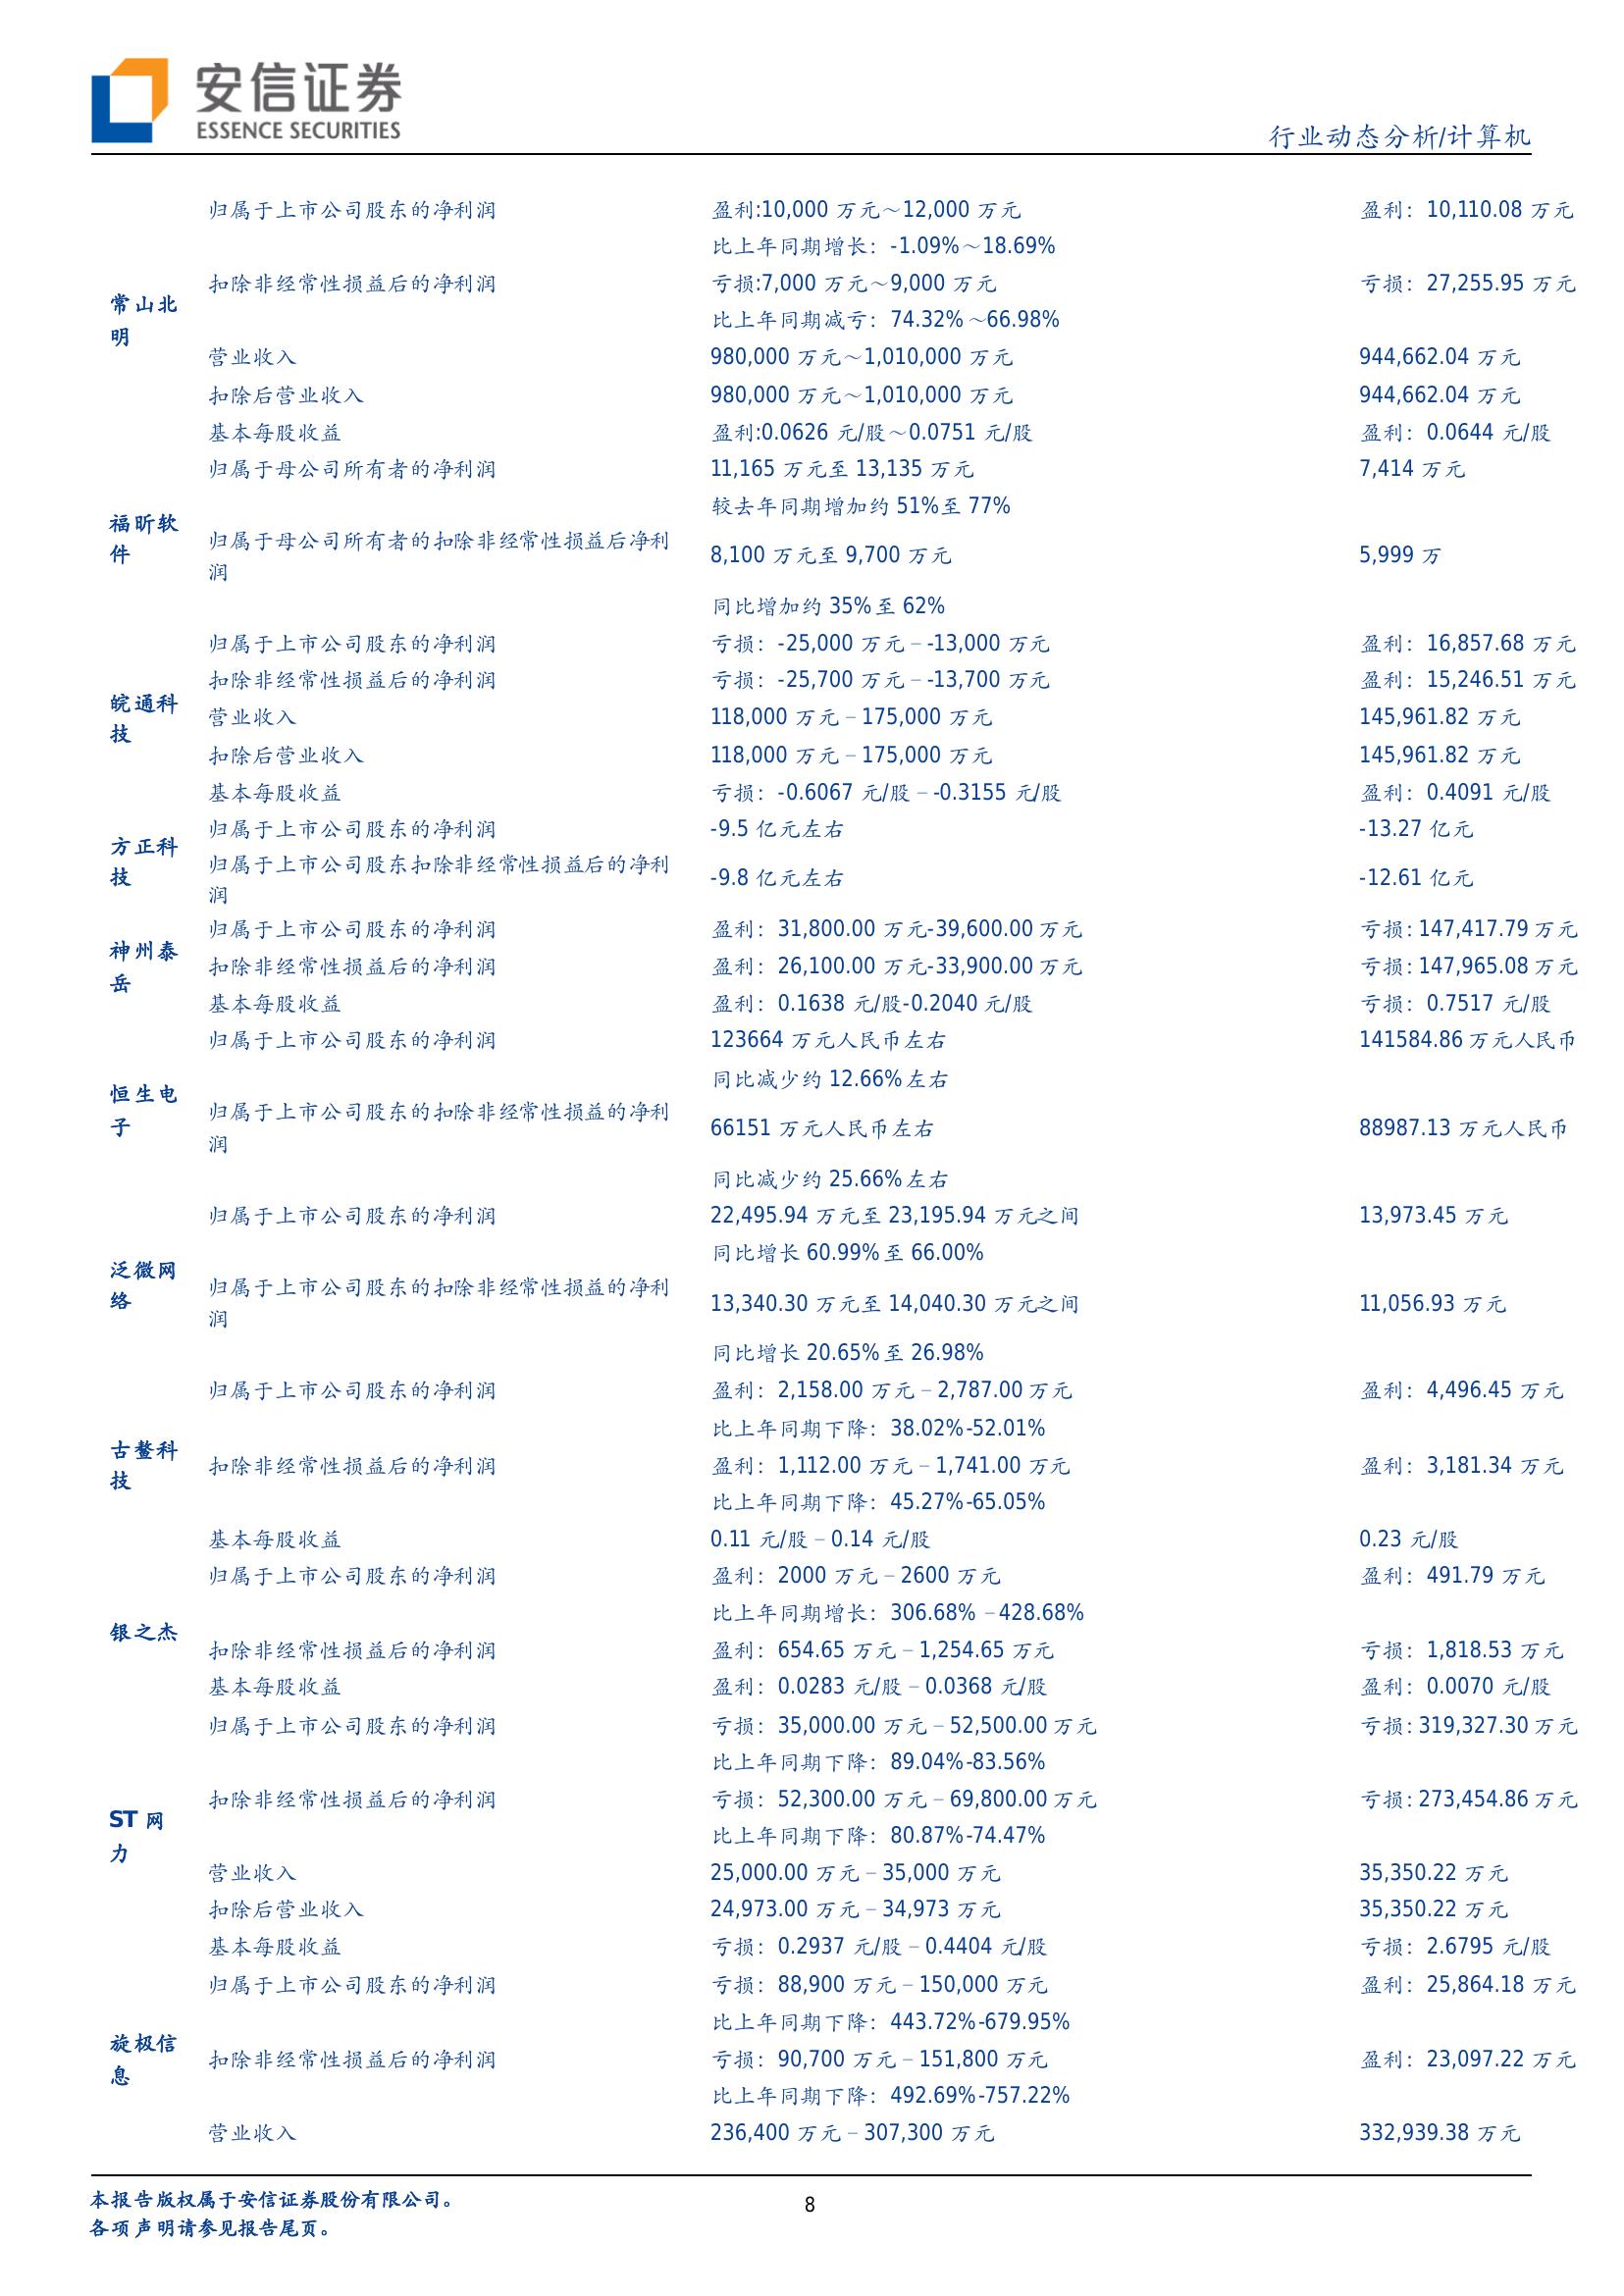 安信证券
ESSENCE SECURITIES
行业动态分析/计算机
归属于上市公司股东的净利润 盈利:10,000 万元～12,000 万元 盈利：10,110.08 万元
比上年同期增长：-1.09%～18.69%
常山北
明
扣除非经常性损益后的净利润 亏损:7,000 万元～9,000 万元 亏损：27,255.95 万元
比上年同期减亏：74.32% ～66.98%
营业收入 980,000 万元～1,010,000 万元 944,662.04 万元
扣除后营业收入 980,000 万元～1,010,000 万元 944,662.04 万元
基本每股收益 盈利:0.0626 元/股～0.0751 元/股 盈利：0.0644 元/股
归属于母公司所有者的净利润 11,165 万元至 13,135 万元 7,414 万元
较去年同期增加约 51%至 77%
福昕软
件
归属于母公司所有者的扣除非经常性损益后净利
润
8,100 万元至 9,700 万元 5,999 万
同比增加约 35%至 62%
归属于上市公司股东的净利润 亏损：-25,000 万元 – -13,000 万元 盈利：16,857.68 万元
扣除非经常性损益后的净利润 亏损：-25,700 万元 – -13,700 万元 盈利：15,246.51 万元
皖通科
技
营业收入 118,000 万元 – 175,000 万元 145,961.82 万元
扣除后营业收入 118,000 万元 – 175,000 万元 145,961.82 万元
基本每股收益 亏损：-0.6067 元/股 – -0.3155 元/股 盈利：0.4091 元/股
归属于上市公司股东的净利润 -9.5 亿元左右 -13.27 亿元
方正科
技
归属于上市公司股东扣除非经常性损益后的净利
润
-9.8 亿元左右 -12.61 亿元
归属于上市公司股东的净利润 盈利：31,800.00 万元-39,600.00 万元 亏损：147,417.79 万元
神州泰
岳
扣除非经常性损益后的净利润 盈利：26,100.00 万元-33,900.00 万元 亏损：147,965.08 万元
基本每股收益 盈利：0.1638 元/股-0.2040 元/股 亏损：0.7517 元/股
归属于上市公司股东的净利润 123664 万元人民币左右 141584.86 万元人民币
同比减少约 12.66%左右
恒生电
子
归属于上市公司股东的扣除非经常性损益的净利
润
66151 万元人民币左右 88987.13 万元人民币
同比减少约 25.66%左右
归属于上市公司股东的净利润 22,495.94 万元至 23,195.94 万元之间 13,973.45 万元
同比增长 60.99%至 66.00%
泛微网
络
归属于上市公司股东的扣除非经常性损益的净利
润
13,340.30 万元至 14,040.30 万元之间 11,056.93 万元
同比增长 20.65%至 26.98%
归属于上市公司股东的净利润 盈利：2,158.00 万元 – 2,787.00 万元 盈利：4,496.45 万元
比上年同期下降：38.02%-52.01%
古鳌科
技
扣除非经常性损益后的净利润 盈利：1,112.00 万元 – 1,741.00 万元 盈利：3,181.34 万元
比上年同期下降：45.27%-65.05%
基本每股收益 0.11 元/股 – 0.14 元/股 0.23 元/股
归属于上市公司股东的净利润 盈利：2000 万元 – 2600 万元 盈利：491.79 万元
比上年同期增长：306.68% – 428.68%
银之杰
扣除非经常性损益后的净利润 盈利：654.65 万元 – 1,254.65 万元 亏损：1,818.53 万元
基本每股收益 盈利：0.0283 元/股 – 0.0368 元/股 盈利：0.0070 元/股
归属于上市公司股东的净利润 亏损：35,000.00 万元 – 52,500.00 万元 亏损：319,327.30 万元
比上年同期下降：89.04%-83.56%
ST 网
力
扣除非经常性损益后的净利润 亏损：52,300.00 万元 – 69,800.00 万元 亏损：273,454.86 万元
比上年同期下降：80.87%-74.47%
营业收入 25,000.00 万元 – 35,000 万元 35,350.22 万元
扣除后营业收入 24,973.00 万元 – 34,973 万元 35,350.22 万元
基本每股收益 亏损：0.2937 元/股 – 0.4404 元/股 亏损：2.6795 元/股
归属于上市公司股东的净利润 亏损：88,900 万元 – 150,000 万元 盈利：25,864.18 万元
比上年同期下降：443.72%-679.95%
旋极信
息
扣除非经常性损益后的净利润 亏损：90,700 万元 – 151,800 万元 盈利：23,097.22 万元
比上年同期下降：492.69%-757.22%
营业收入 236,400 万元 – 307,300 万元 332,939.38 万元
本报告版权属于安信证券股份有限公司。
各项声明请参见报告尾页。
8